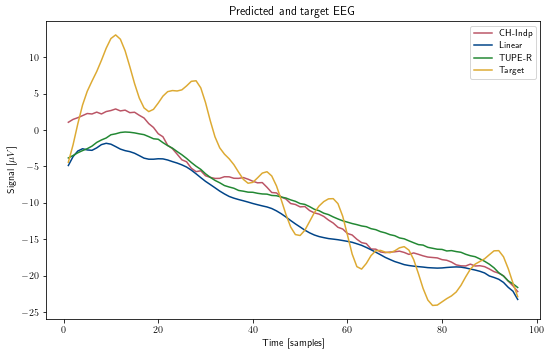 Predicted and target EEG
CH-Indp
Linear
TUPE-R
Target
Signal [μV]
10
5
0
−5
−10
−15
−20
−25
0
20
40
60
80
100
Time [samples]